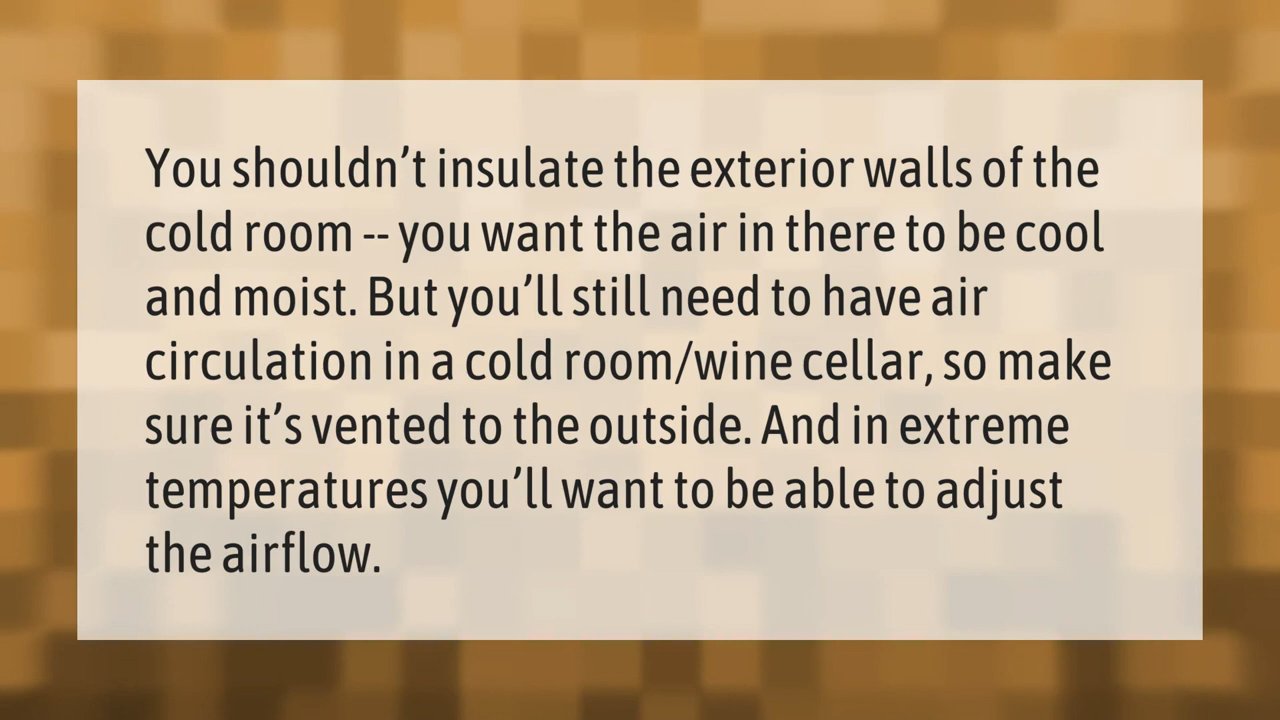 You shouldn’t insulate the exterior walls of the
cold room -- you want the air in there to be cool
and moist. But you’ll still need to have air
circulation in a cold room/wine cellar, so make
sure it’s vented to the outside. And in extreme
temperatures you’ll want to be able to adjust
the airflow.